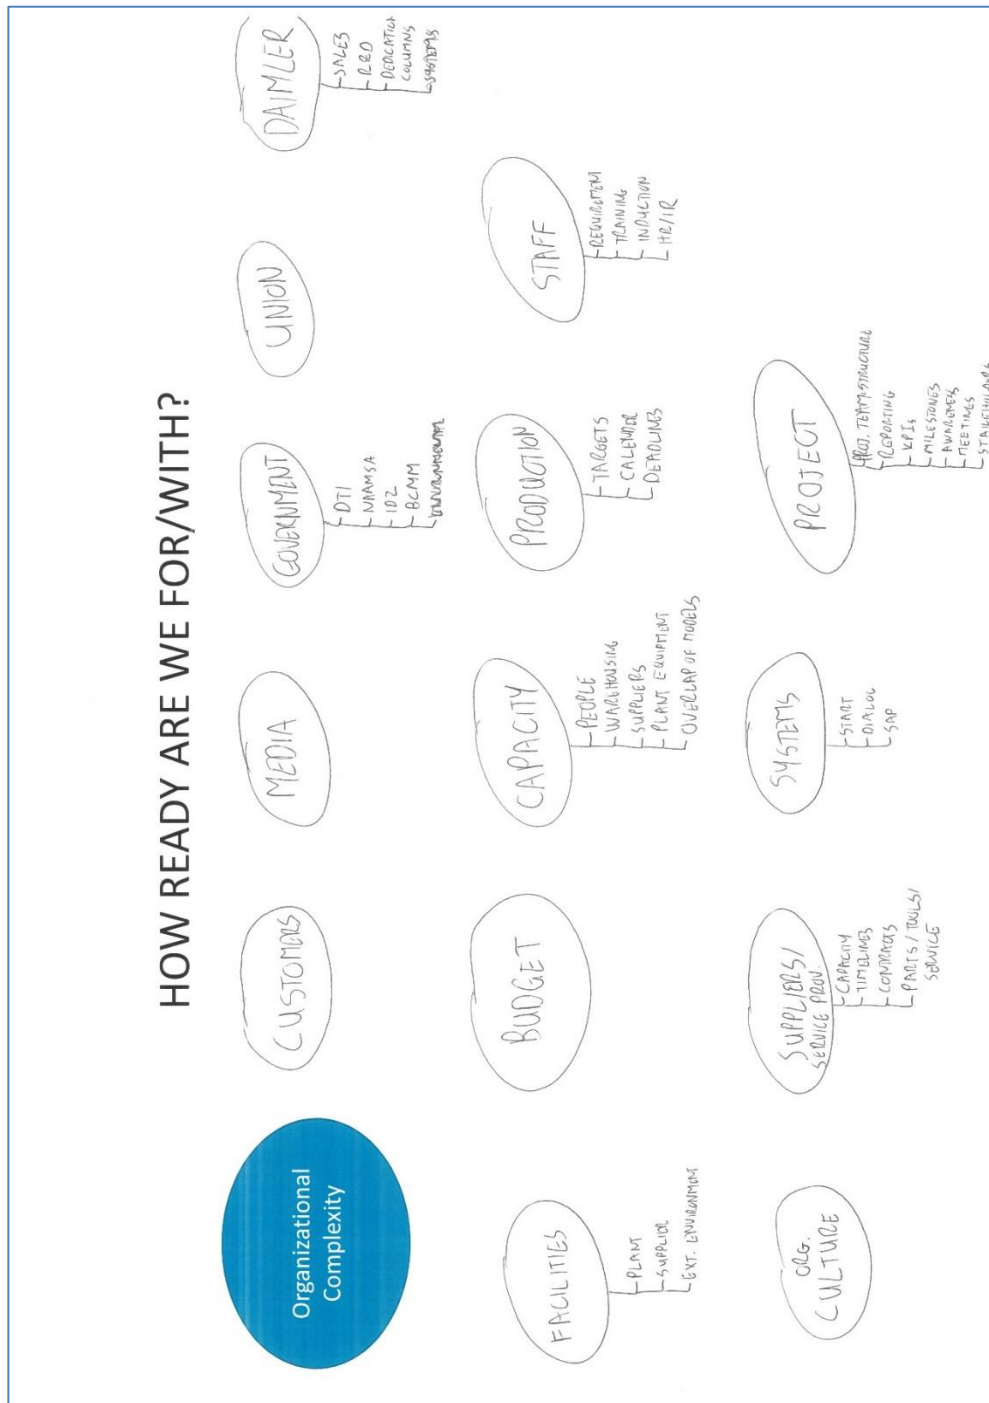 HOW READY ARE WE FOR/WITH?
Organizational
Complexity
CUSTOMERS
MEDIA
GOVERNMENT
DTI
NAAMSA
IDZ
BCMM
UNION
DAIMLER
SALES
R&D
DEDICATION
COLUMNS
SYSTEMS
FACILITIES
PLANT
SUPPLIER
EXT. ENVIRONMENT
BUDGET
CAPACITY
PEOPLE
WAREHOUSING
SUPPLIERS
PLANT EQUIPMENT
OVERLAP OF MODELS
PRODUCTION
TARGETS
CALENDER
DEADLINES
STAFF
REQUIREMENT
TRAINING
INDUCTION
HR/IR
ORG.
CULTURE
SUPPLIERS/
SERVICE PROV.
CAPACITY
TIMELINES
CONTRACTS
PARTS/TOOLS/
SERVICE
SYSTEMS
START
DIALOG
SAP
PROJECT
PROJ. TEAM STRUCTURE
REPORTING
KPIs
MILESTONES
AWARENESS
MEETINGS
STAKEHOLDERS